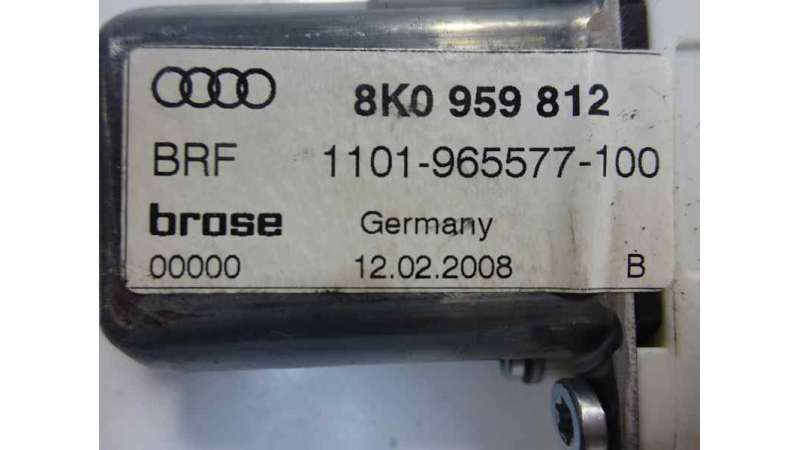 8K0 959 812
BRF 1101-965577-100
brose Germany
00000 12.02.2008 B